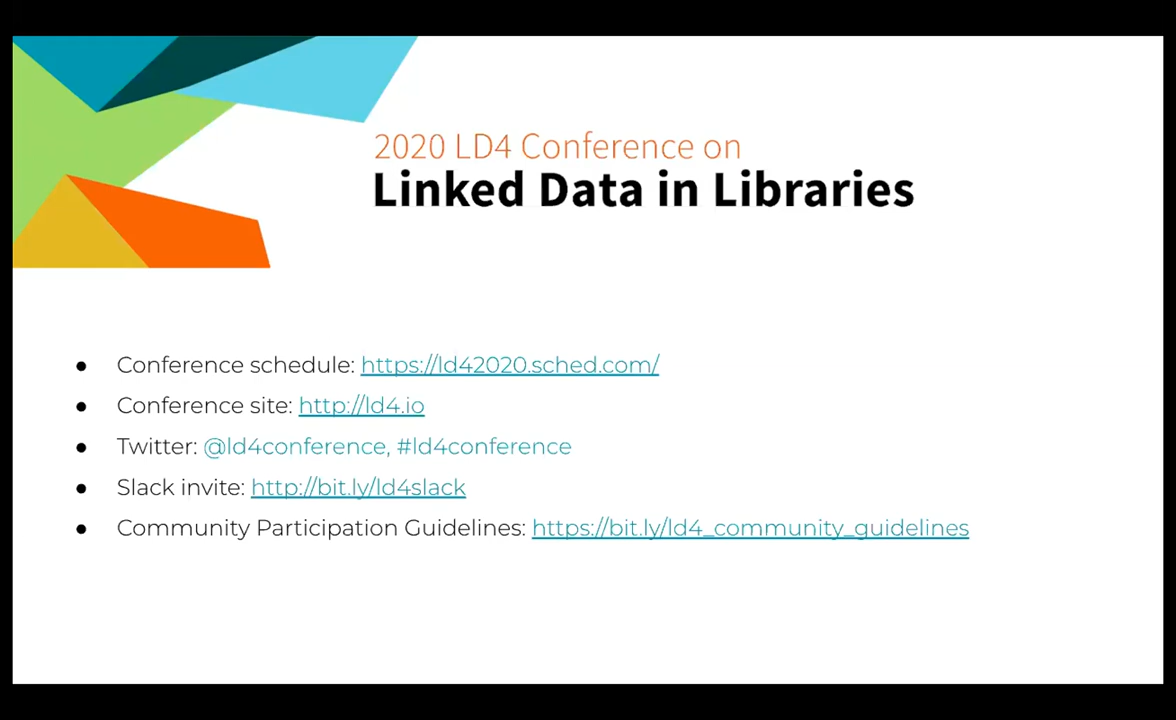 2020 LD4 Conference on
Linked Data in Libraries
● Conference schedule: https://ld42020.sched.com/
● Conference site: http://ld4.io
● Twitter: @ld4conference, #ld4conference
● Slack invite: http://bit.ly/ld4slack
● Community Participation Guidelines: https://bit.ly/ld4_community_guidelines